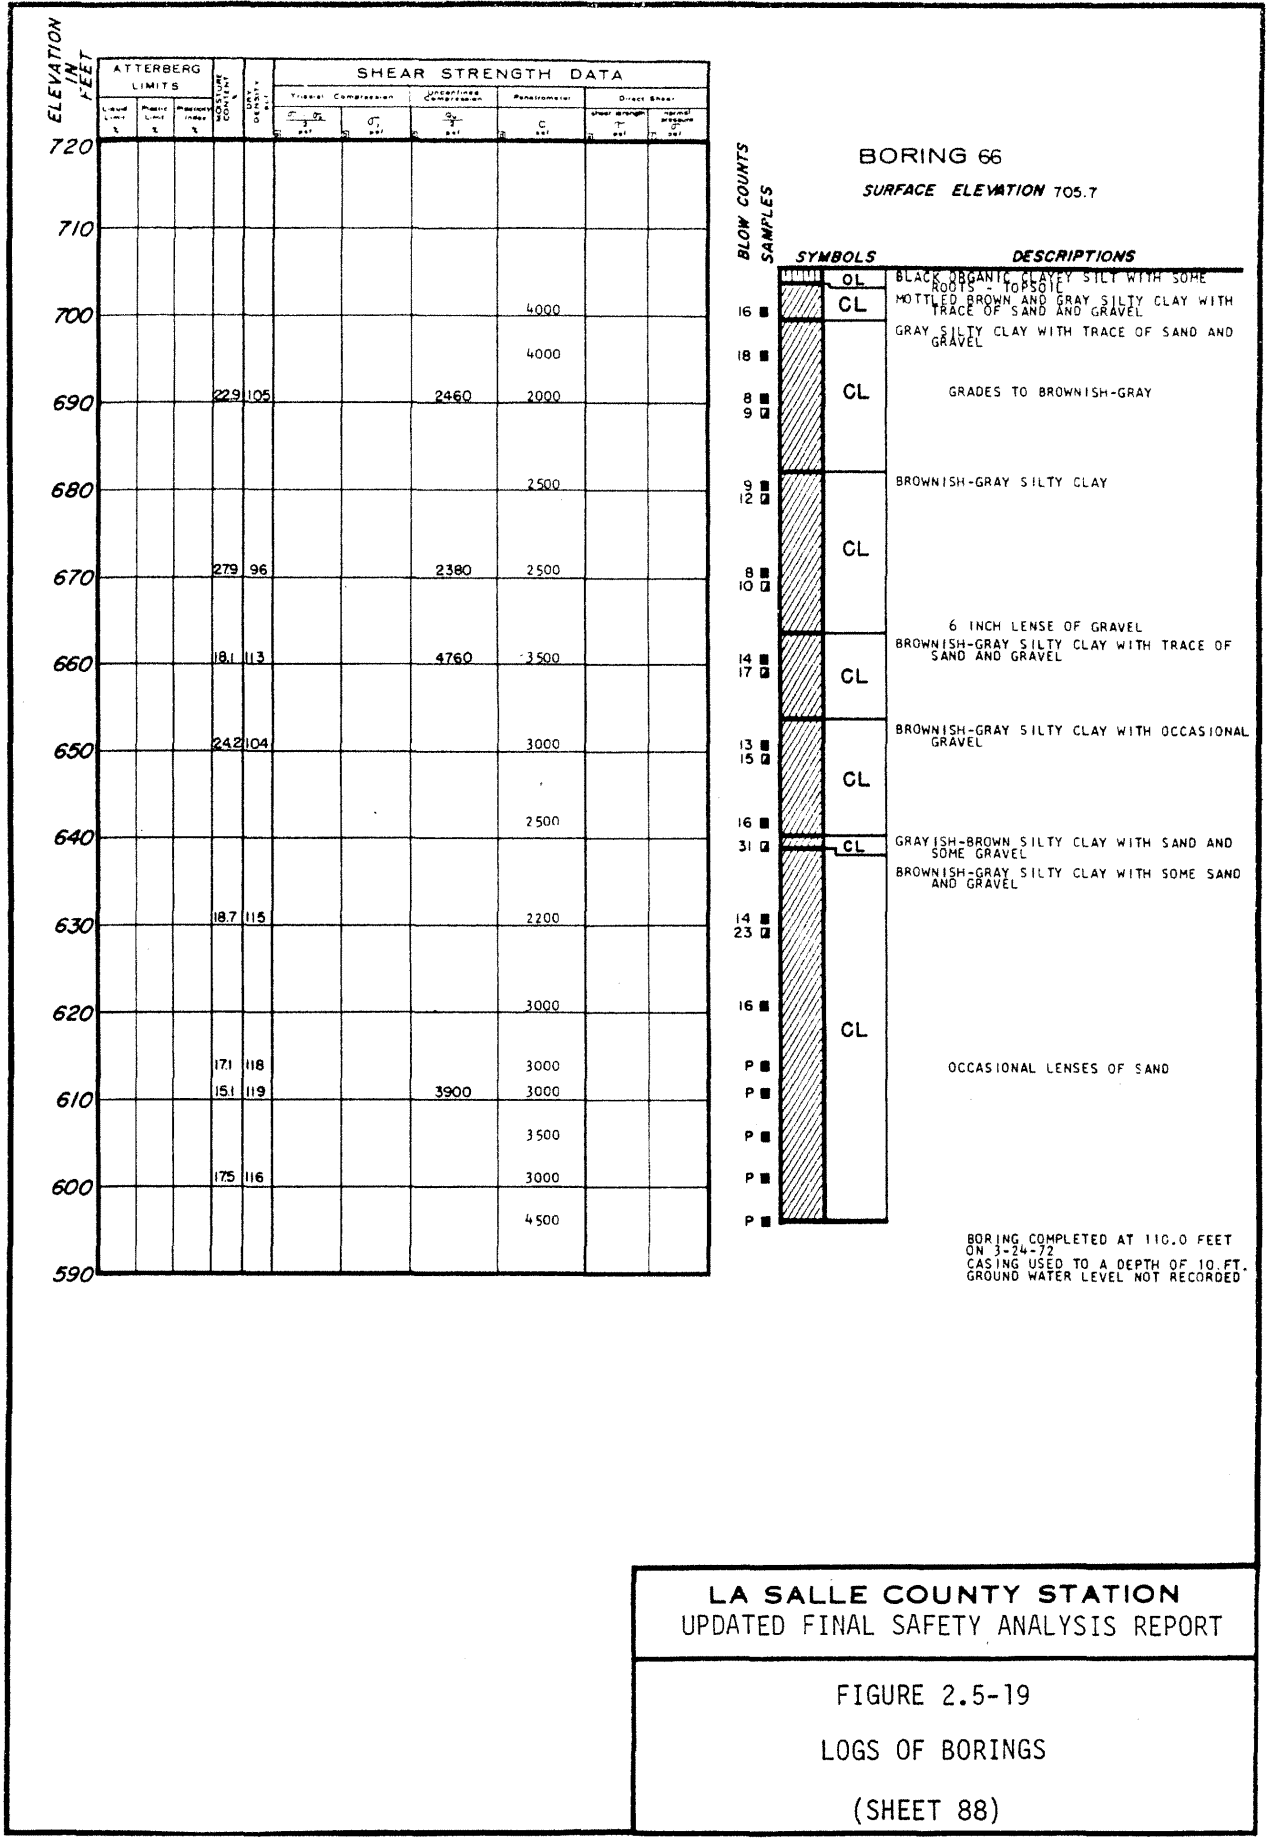 ELEVATION
IN
FEET
ATTERBERG
LIMITS
MOISTURE
CONTENT
%
DRY
DENSITY
SHEAR STRENGTH DATA
Triaxial Compression
Unconfined
Compression
Penetrometer
Direct Shear
Liquid
Limit
%
Plastic
Limit
%
Plasticity
Index
%
psf
σ₁
psf
psf
C
psf
shear strength
τ
psf
normal
pressure
σ
psf
BLOW COUNTS
SAMPLES
BORING 66
SURFACE ELEVATION 705.7
SYMBOLS DESCRIPTIONS
720
710
OL BLACK ORGANIC CLAYEY SILT WITH SOME
ROOTS - TOPSOIL
CL MOTTLED BROWN AND GRAY SILTY CLAY WITH
TRACE OF SAND AND GRAVEL
700 4000 16
GRAY SILTY CLAY WITH TRACE OF SAND AND
GRAVEL
4000 18
690 22.9 105 2460 2000 8 CL GRADES TO BROWNISH-GRAY
9
680 2500 9 BROWNISH-GRAY SILTY CLAY
12
CL
670 27.9 96 2380 2500 8
10
6 INCH LENSE OF GRAVEL
BROWNISH-GRAY SILTY CLAY WITH TRACE OF
SAND AND GRAVEL
660 18.1 113 4760 3500 14
17 CL
BROWNISH-GRAY SILTY CLAY WITH OCCASIONAL
GRAVEL
650 24.2 104 3000 13
15
CL
640 2500 16
31 CL GRAYISH-BROWN SILTY CLAY WITH SAND AND
SOME GRAVEL
BROWNISH-GRAY SILTY CLAY WITH SOME SAND
AND GRAVEL
630 18.7 115 2200 14
23
620 3000 16
CL
17.1 118 3000 P OCCASIONAL LENSES OF SAND
610 15.1 119 3900 3000 P
3500 P
600 17.5 116 3000 P
4500 P
590
BORING COMPLETED AT 110.0 FEET
ON 3-24-72
CASING USED TO A DEPTH OF 10 FT.
GROUND WATER LEVEL NOT RECORDED
LA SALLE COUNTY STATION
UPDATED FINAL SAFETY ANALYSIS REPORT
FIGURE 2.5-19
LOGS OF BORINGS
(SHEET 88)